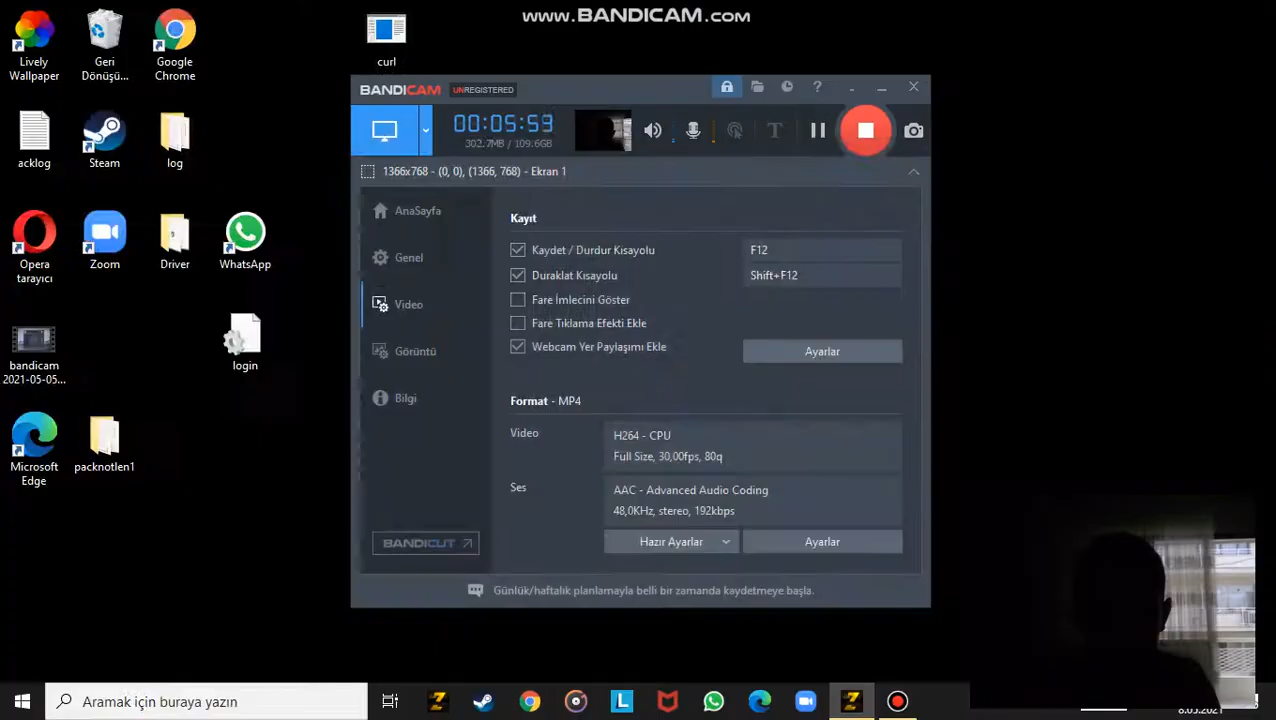 www.BANDICAM.com
Lively
Wallpaper
Geri
Dönüşü...
Google
Chrome
curl
acklog
Steam
log
Opera
tarayıcı
Zoom
Driver
WhatsApp
bandicam
2021-05-05...
login
Microsoft
Edge
packnotlen1
BANDICAM UNREGISTERED
00:05:53
302.7MB / 109.6GB
1366x768 - (0, 0), (1366, 768) - Ekran 1
AnaSayfa
Genel
Video
Görüntü
Bilgi
BANDICUT
Kayıt
Kaydet / Durdur Kısayolu F12
Duraklat Kısayolu Shift+F12
Fare İmlecini Göster
Fare Tıklama Efekti Ekle
Webcam Yer Paylaşımı Ekle Ayarlar
Format - MP4
Video H264 - CPU
Full Size, 30,00fps, 80q
Ses AAC - Advanced Audio Coding
48,0KHz, stereo, 192kbps
Hazır Ayarlar Ayarlar
Günlük/haftalık planlamayla belli bir zamanda kaydetmeye başla.
Aramak için buraya yazın
8.05.2021